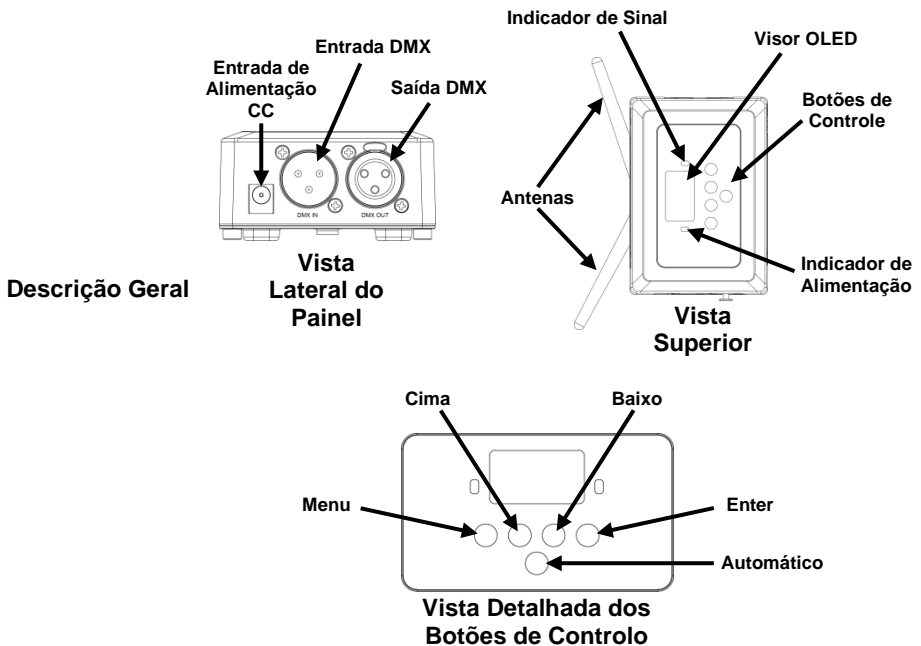 Descrição Geral
Entrada de
Alimentação
CC
Entrada DMX
Saída DMX
DMX IN
DMX OUT
Vista
Lateral do
Painel
Indicador de Sinal
Visor OLED
Botões de
Controle
Antenas
Indicador de
Alimentação
Vista
Superior
Cima
Baixo
Menu
Enter
Automático
Vista Detalhada dos
Botões de Controlo